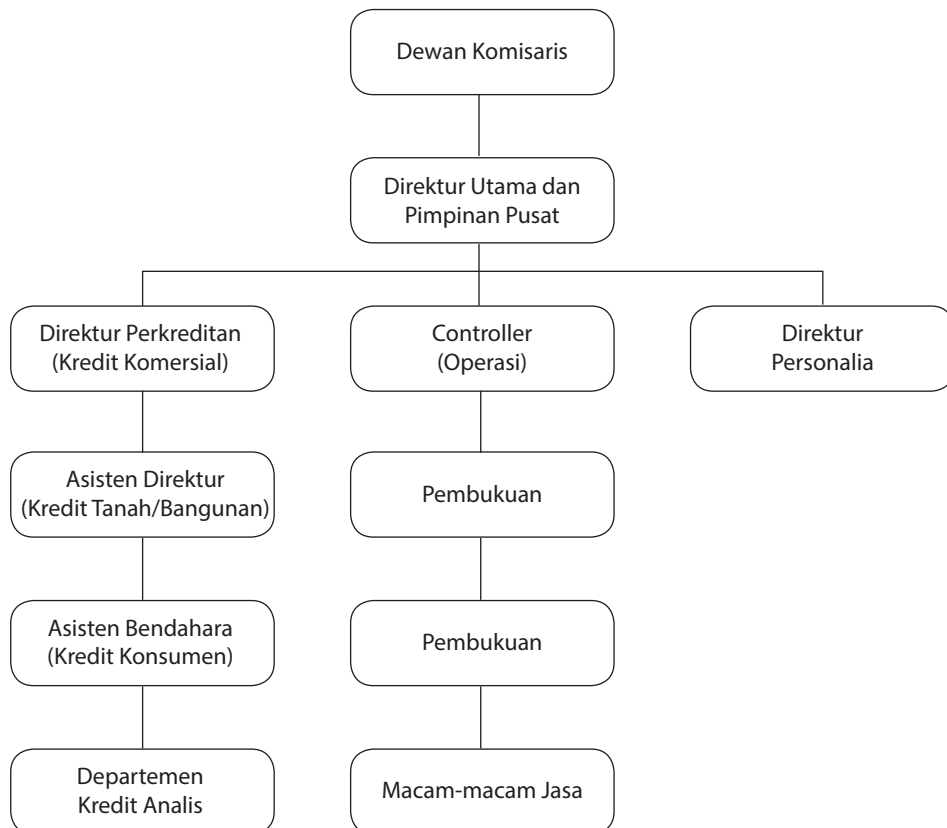 Dewan Komisaris
Direktur Utama dan
Pimpinan Pusat
Direktur Perkreditan
(Kredit Komersial)
Controller
(Operasi)
Direktur
Personalia
Asisten Direktur
(Kredit Tanah/Bangunan)
Pembukuan
Asisten Bendahara
(Kredit Konsumen)
Pembukuan
Departemen
Kredit Analis
Macam-macam Jasa